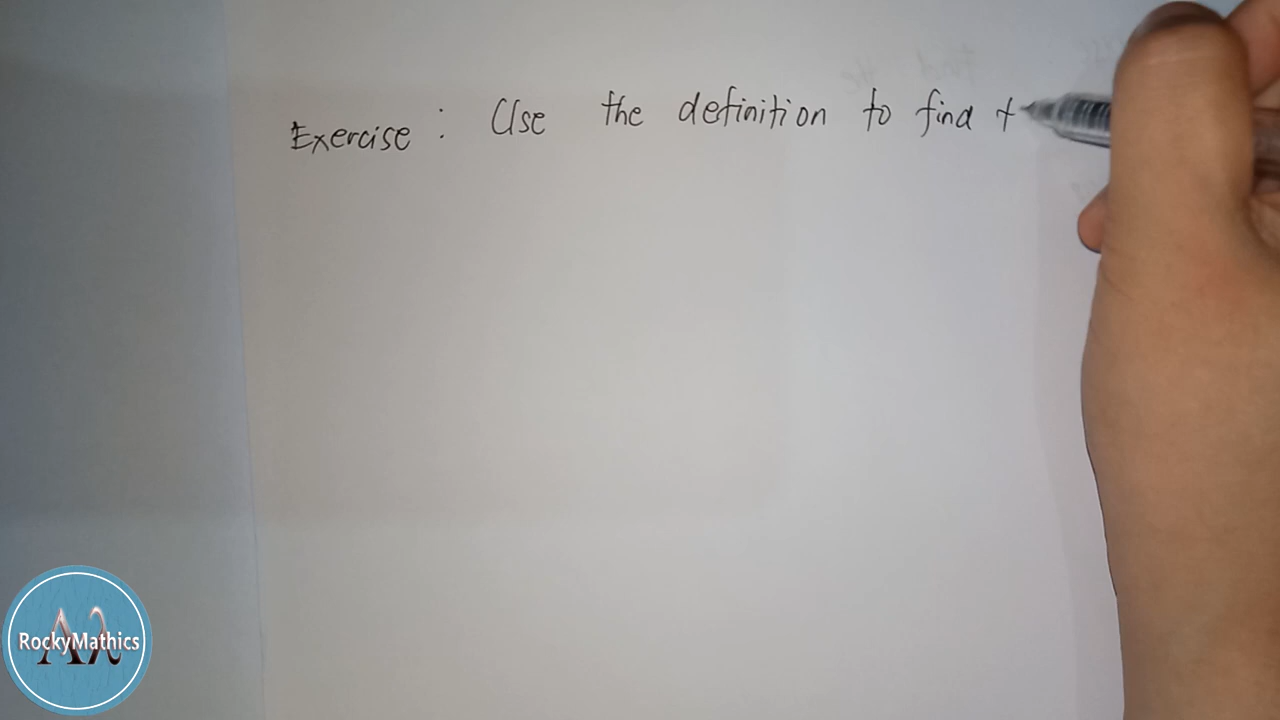 Exercise : Use the definition to find t
RockyMathics